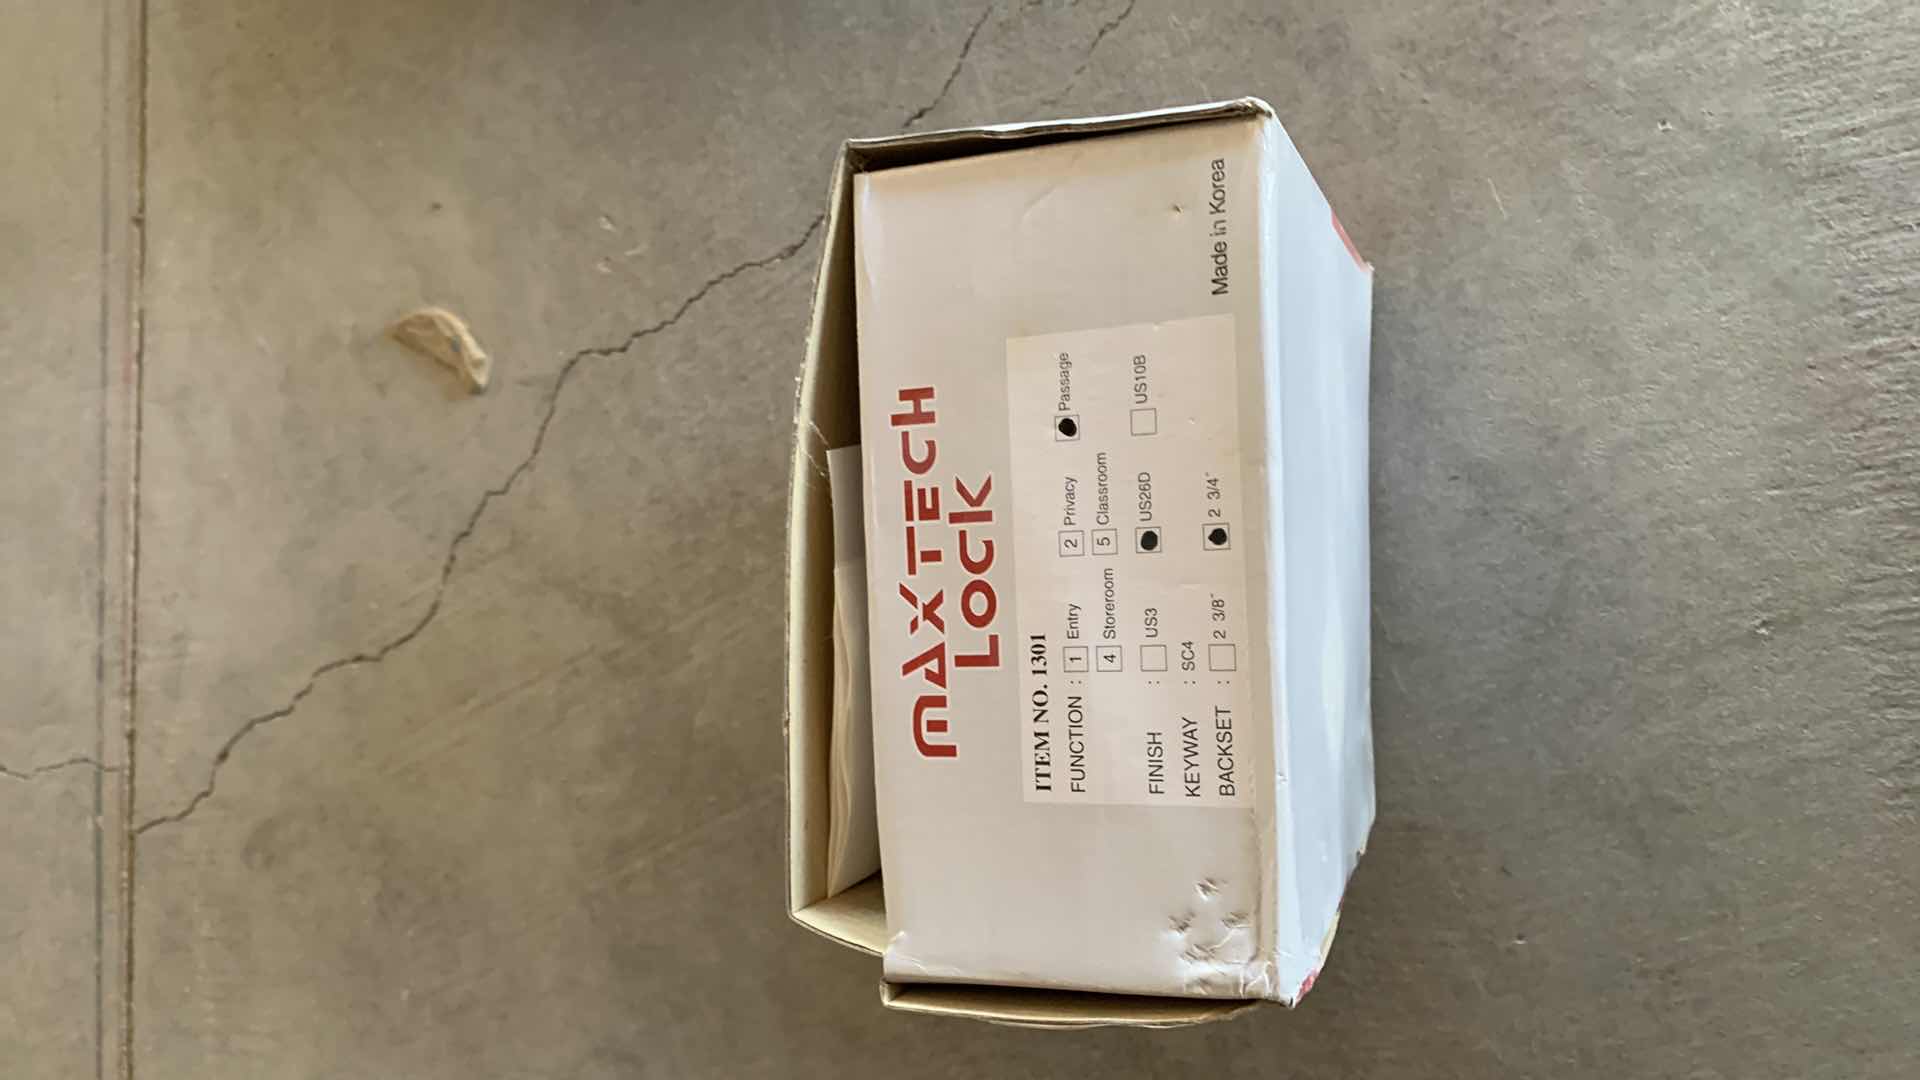 MAXTECH
LOCK
ITEM NO. 1301
FUNCTION : 1 Entry 2 Privacy Passage
4 Storeroom 5 Classroom
FINISH : US3 US26D US10B
KEYWAY : SC4
BACKSET : 2 3/8" 2 3/4"
Made in Korea